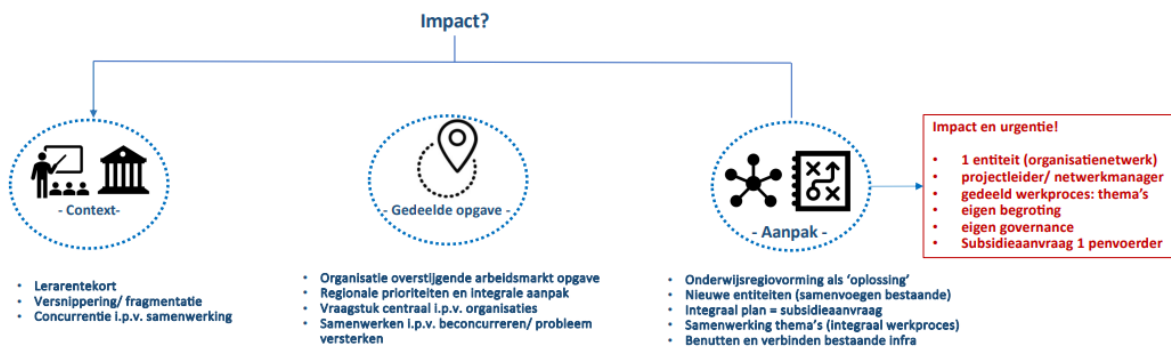 Impact?
- Context-
- Gedeelde opgave -
- Aanpak -
Impact en urgentie!
• 1 entiteit (organisatienetwerk)
• projectleider/ netwerkmanager
• gedeeld werkproces: thema's
• eigen begroting
• eigen governance
• Subsidieaanvraag 1 penvoerder
• Lerarentekort
• Versnippering/ fragmentatie
• Concurrentie i.p.v. samenwerking
• Organisatie overstijgende arbeidsmarkt opgave
• Regionale prioriteiten en integrale aanpak
• Vraagstuk centraal i.p.v. organisaties
• Samenwerken i.p.v. beconcurreren/ probleem
versterken
• Onderwijsregiovorming als 'oplossing'
• Nieuwe entiteiten (samenvoegen bestaande)
• Integraal plan = subsidieaanvraag
• Samenwerking thema's (integraal werkproces)
• Benutten en verbinden bestaande infra